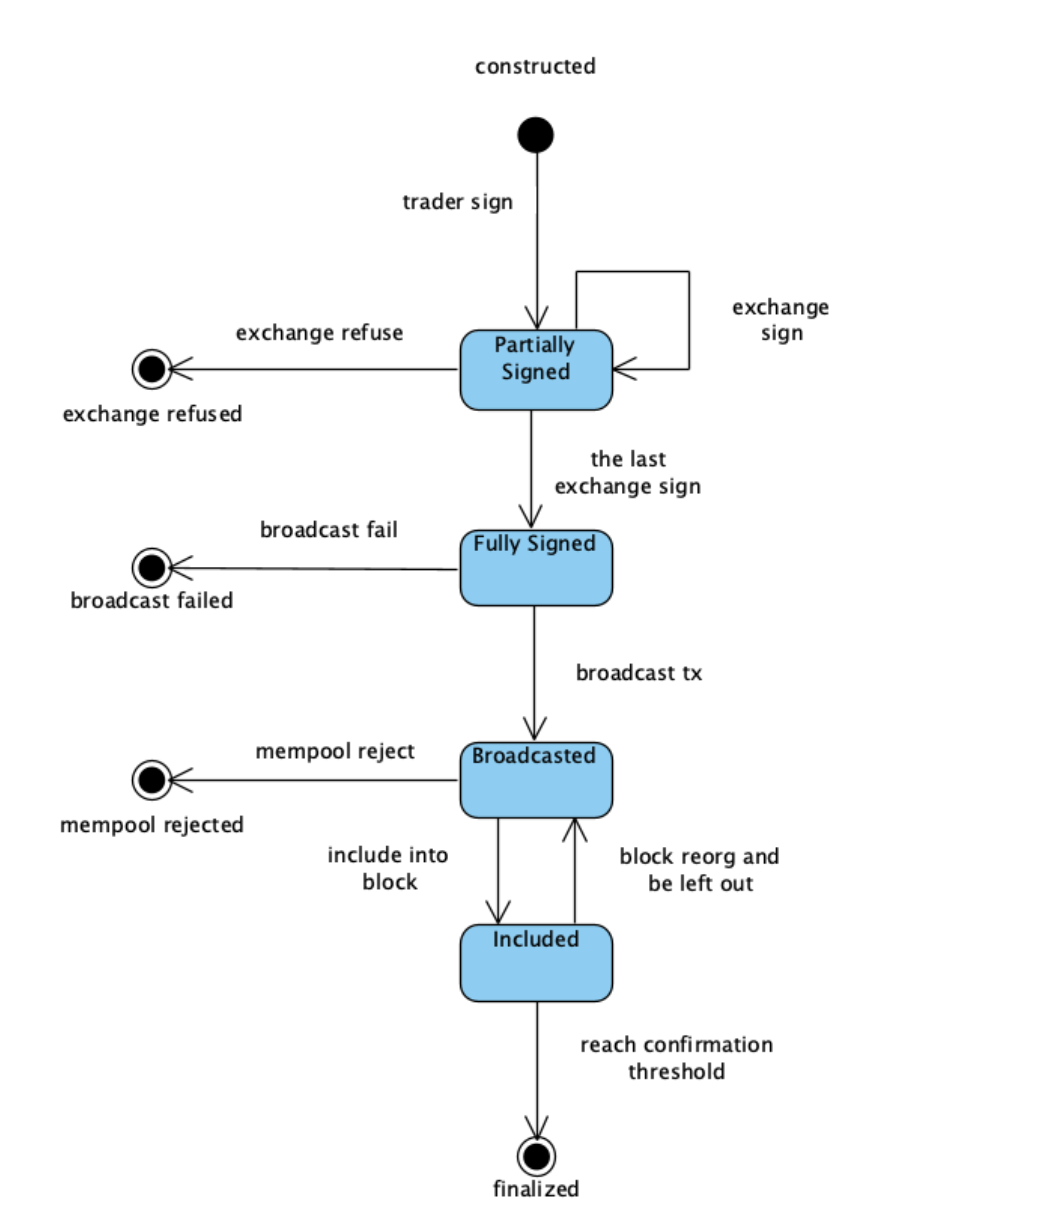 constructed
trader sign
exchange
sign
exchange refuse
Partially
Signed
exchange refused
the last
exchange sign
broadcast fail
Fully Signed
broadcast failed
broadcast tx
mempool reject
Broadcasted
mempool rejected
include into
block
block reorg and
be left out
Included
reach confirmation
threshold
finalized